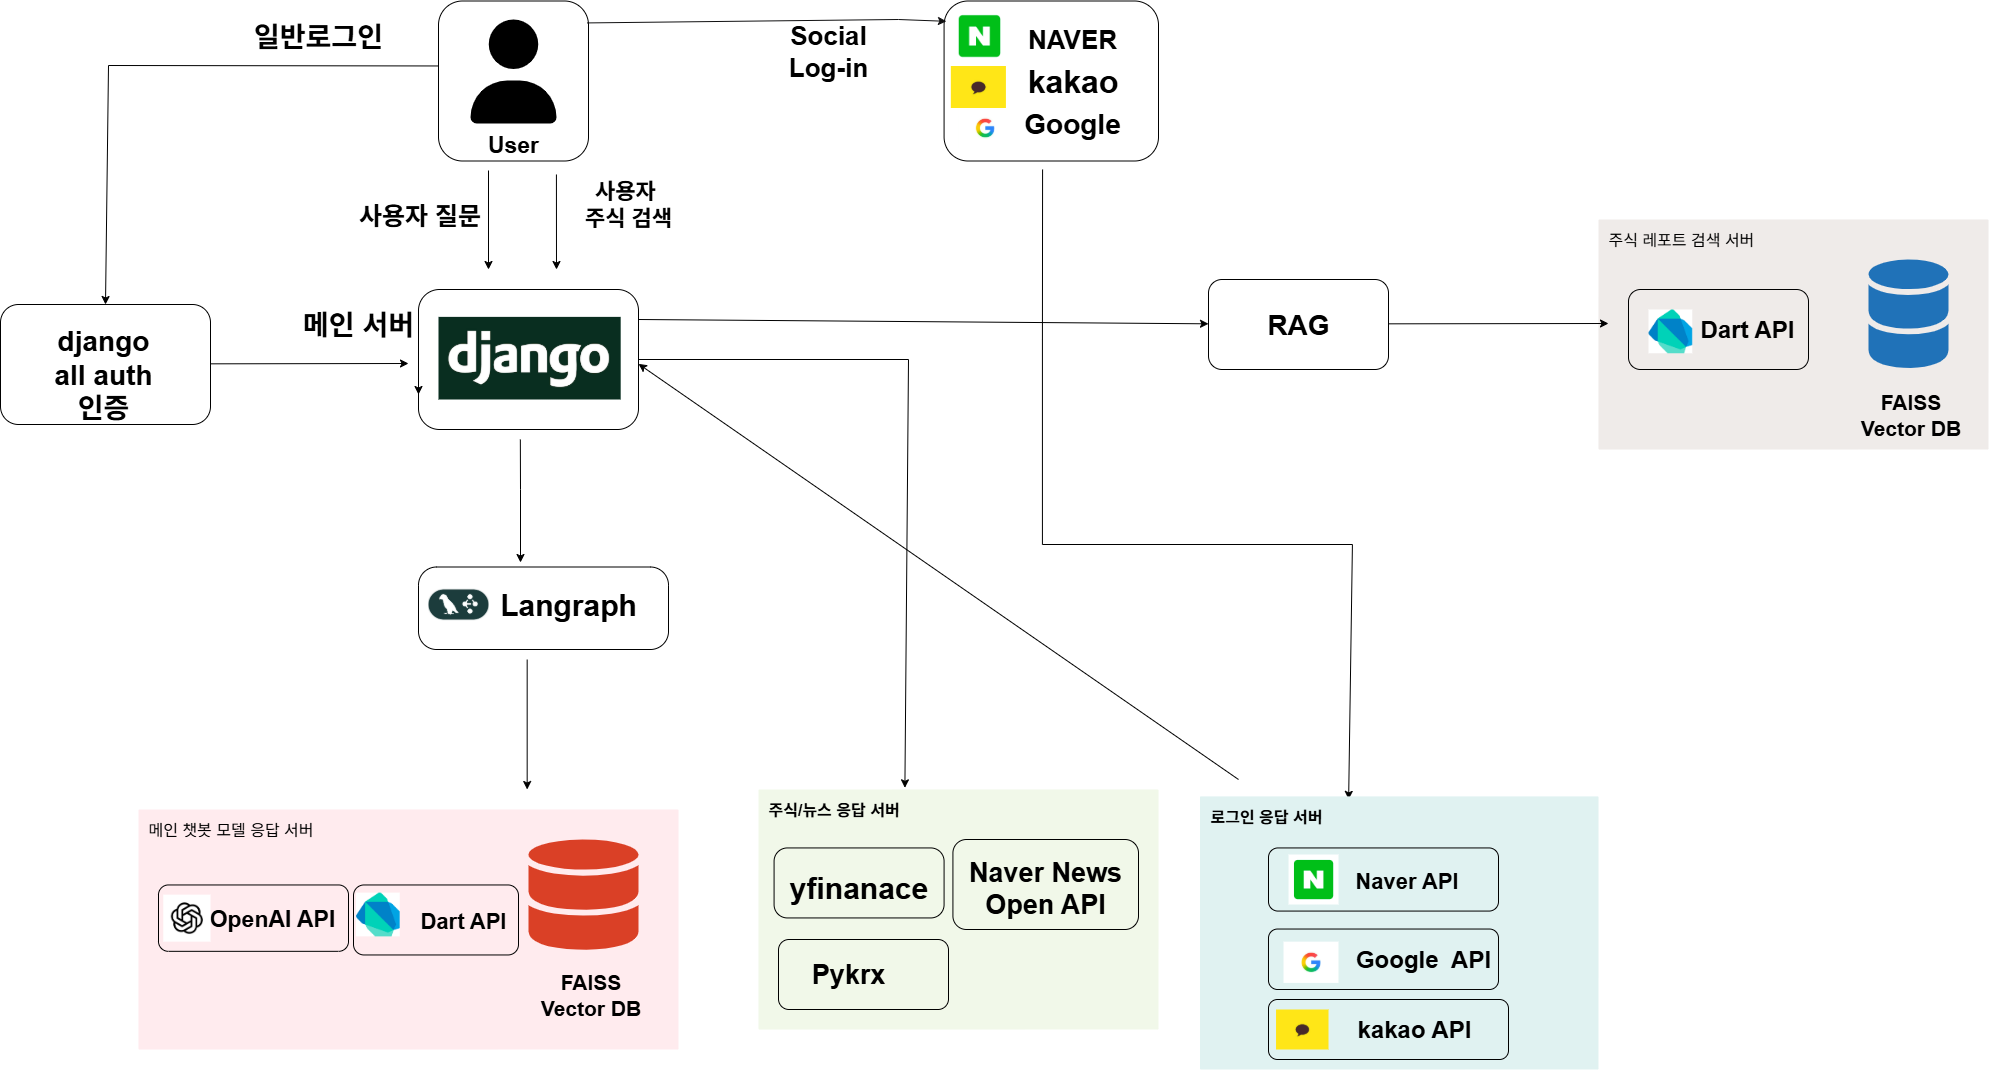 일반로그인
User
Social
Log-in
NAVER
kakao
Google
사용자 질문
사용자
주식 검색
django
all auth
인증
메인 서버
django
RAG
주식 레포트 검색 서버
Dart API
FAISS
Vector DB
Langraph
메인 챗봇 모델 응답 서버
OpenAI API
Dart API
FAISS
Vector DB
주식/뉴스 응답 서버
yfinanace
Naver News
Open API
Pykrx
로그인 응답 서버
Naver API
Google  API
kakao API